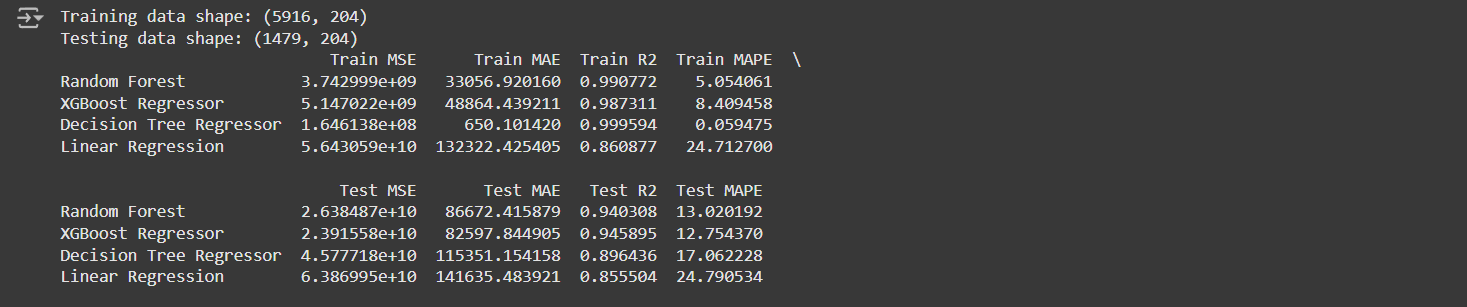 Training data shape: (5916, 204)
Testing data shape: (1479, 204)
Train MSE Train MAE Train R2 Train MAPE \
Random Forest 3.742999e+09 33056.920160 0.990772 5.054061
XGBoost Regressor 5.147022e+09 48864.439211 0.987311 8.409458
Decision Tree Regressor 1.646138e+08 650.101420 0.999594 0.059475
Linear Regression 5.643059e+10 132322.425405 0.860877 24.712700
Test MSE Test MAE Test R2 Test MAPE
Random Forest 2.638487e+10 86672.415879 0.940308 13.020192
XGBoost Regressor 2.391558e+10 82597.844905 0.945895 12.754370
Decision Tree Regressor 4.577718e+10 115351.154158 0.896436 17.062228
Linear Regression 6.386995e+10 141635.483921 0.855504 24.790534